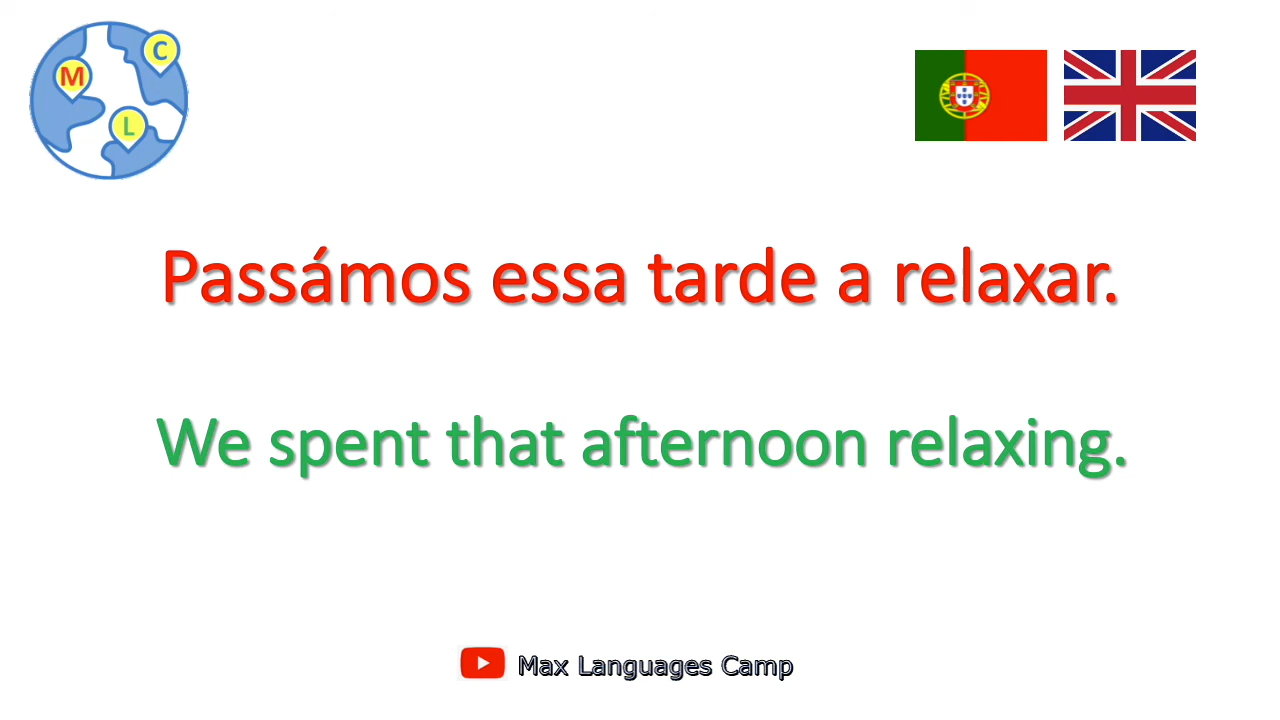 C
M
L
Passámos essa tarde a relaxar.
We spent that afternoon relaxing.
Max Languages Camp